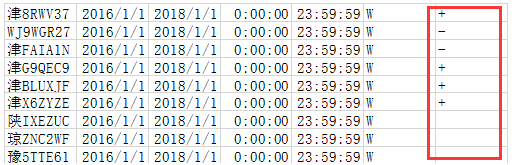 津8RWV37 2016/1/1 2018/1/1 0:00:00 23:59:59 W +
WJ9WGR27 2016/1/1 2018/1/1 0:00:00 23:59:59 W −
津FAIA1N 2016/1/1 2018/1/1 0:00:00 23:59:59 W −
津G9QEC9 2016/1/1 2018/1/1 0:00:00 23:59:59 W +
津BLUXJF 2016/1/1 2018/1/1 0:00:00 23:59:59 W +
津X6ZYZE 2016/1/1 2018/1/1 0:00:00 23:59:59 W +
陕IXEZUC 2016/1/1 2018/1/1 0:00:00 23:59:59 W
琼ZNC2WF 2016/1/1 2018/1/1 0:00:00 23:59:59 W
豫5TTE61 2016/1/1 2018/1/1 0:00:00 23:59:59 W